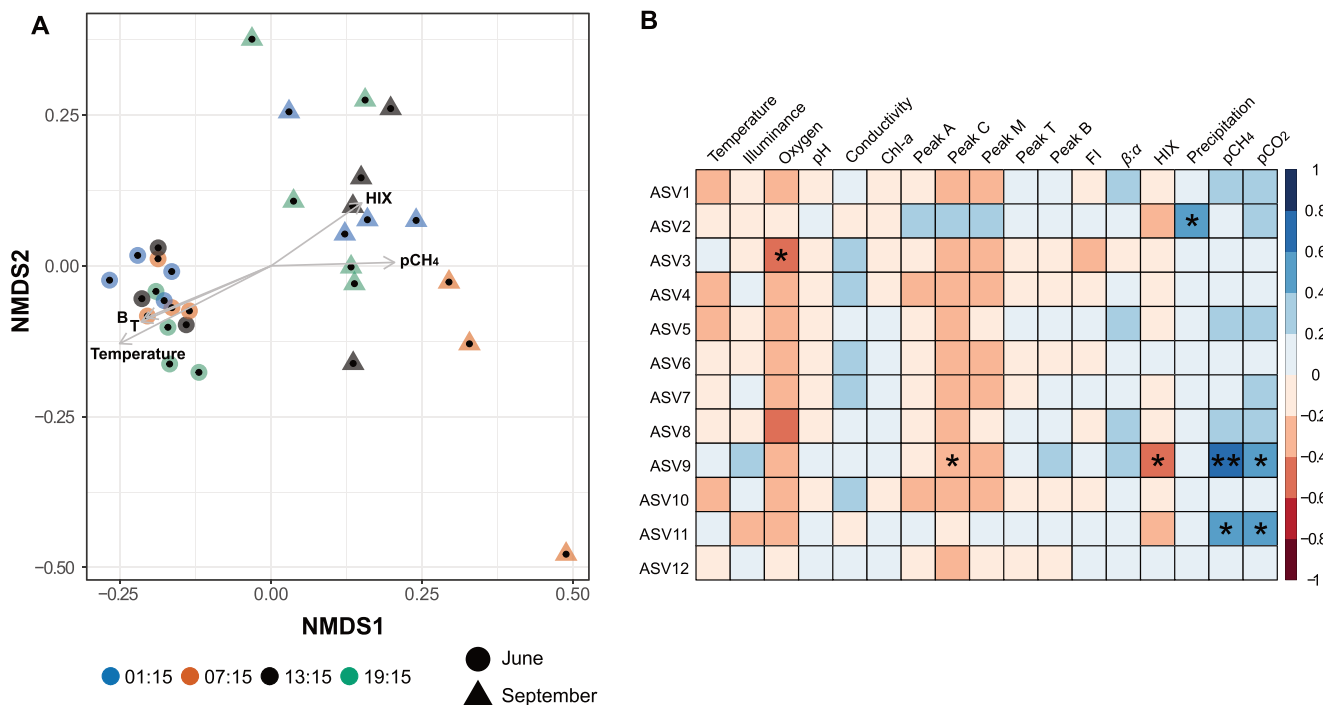 A
0.25
0.00
−0.25
−0.50
NMDS2
HIX
pCH₄
B
T
Temperature
−0.25 0.00 0.25 0.50
NMDS1
01:15 07:15 13:15 19:15
June
September
B
Temperature Illuminance Oxygen pH Conductivity Chl-a Peak A Peak C Peak M Peak T Peak B FI β:α HIX Precipitation pCH₄ pCO₂
ASV1
ASV2 *
ASV3 *
ASV4
ASV5
ASV6
ASV7
ASV8
ASV9 * * ** *
ASV10
ASV11 * *
ASV12
1
0.8
0.6
0.4
0.2
0
−0.2
−0.4
−0.6
−0.8
−1